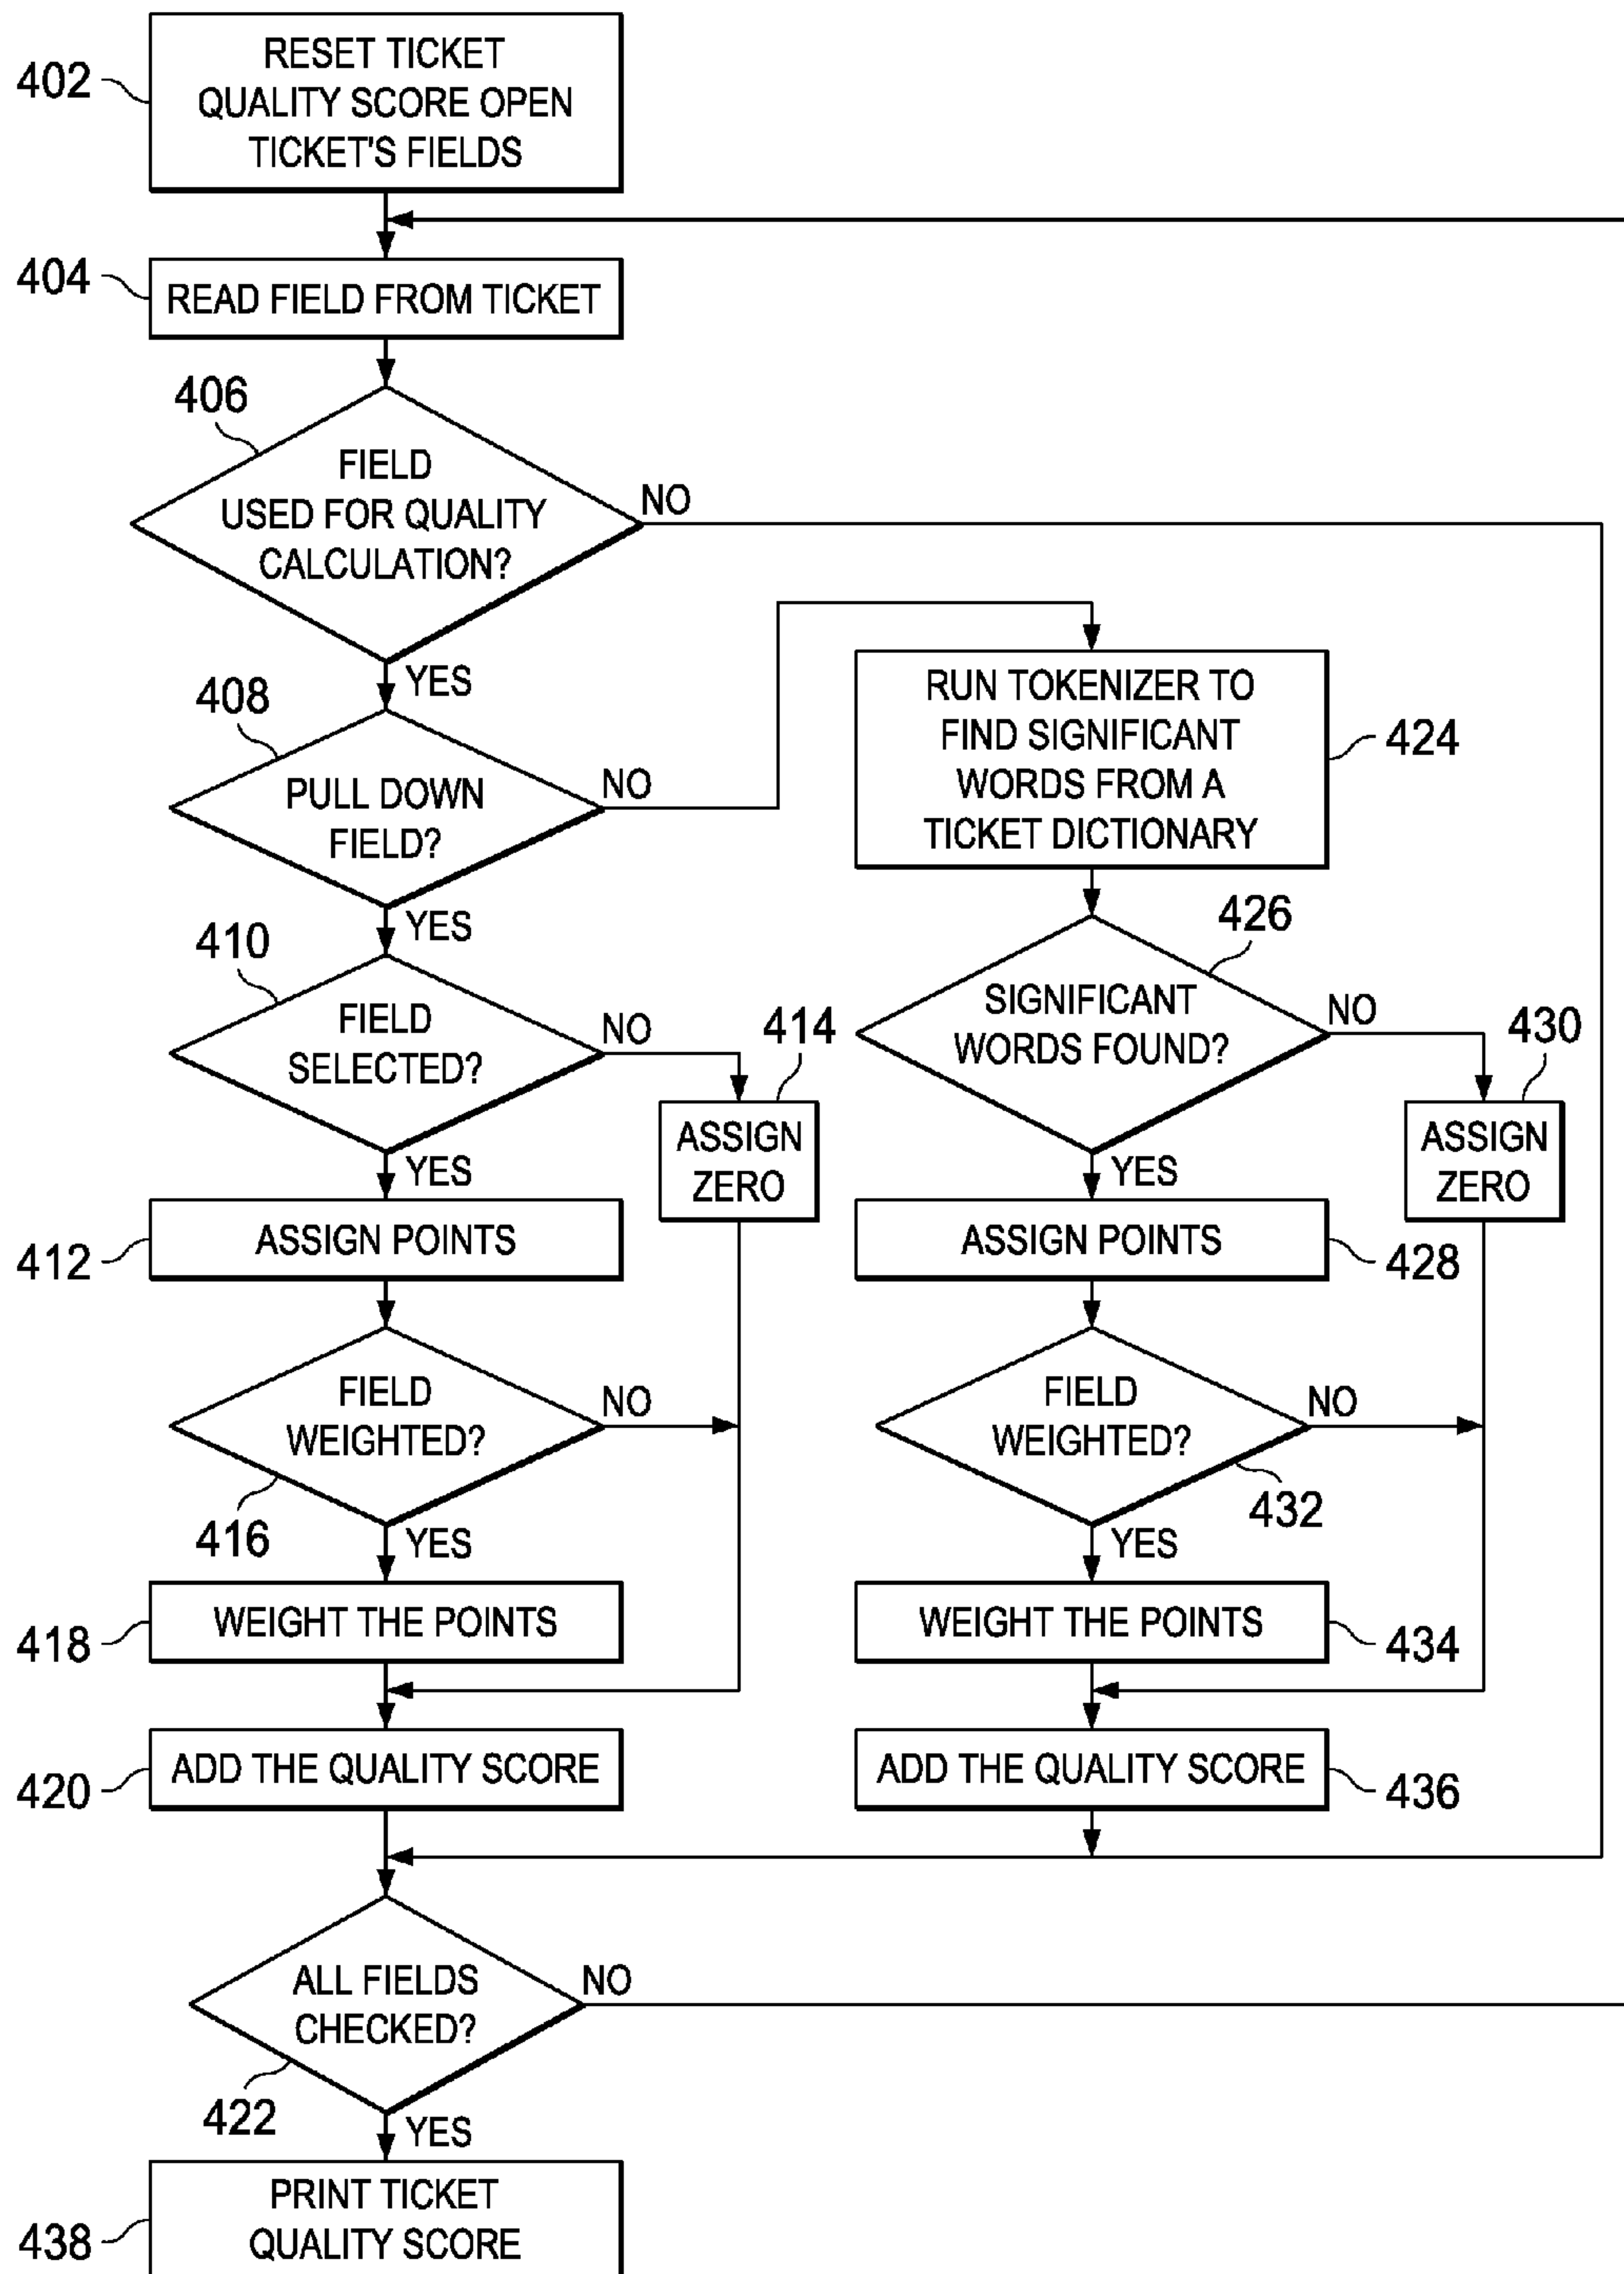 402
RESET TICKET
QUALITY SCORE OPEN
TICKET'S FIELDS
404
READ FIELD FROM TICKET
406
FIELD
USED FOR QUALITY
CALCULATION?
NO
YES
408
PULL DOWN
FIELD?
NO
YES
RUN TOKENIZER TO
FIND SIGNIFICANT
WORDS FROM A
TICKET DICTIONARY
424
410
FIELD
SELECTED?
NO
YES
414
ASSIGN
ZERO
426
SIGNIFICANT
WORDS FOUND?
NO
YES
430
ASSIGN
ZERO
412
ASSIGN POINTS
ASSIGN POINTS
428
FIELD
WEIGHTED?
NO
416
YES
FIELD
WEIGHTED?
NO
432
YES
418
WEIGHT THE POINTS
WEIGHT THE POINTS
434
420
ADD THE QUALITY SCORE
ADD THE QUALITY SCORE
436
ALL FIELDS
CHECKED?
NO
422
YES
438
PRINT TICKET
QUALITY SCORE